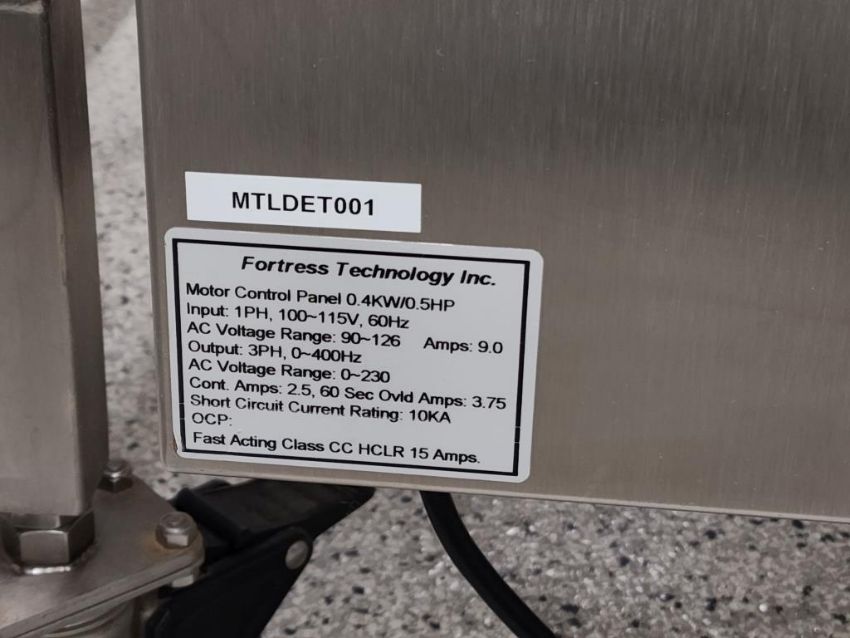 MTLDET001
Fortress Technology Inc.
Motor Control Panel 0.4KW/0.5HP
Input: 1PH, 100~115V, 60Hz
AC Voltage Range: 90~126 Amps: 9.0
Output: 3PH, 0~400Hz
AC Voltage Range: 0~230
Cont. Amps: 2.5, 60 Sec Ovld Amps: 3.75
Short Circuit Current Rating: 10KA
OCP:
Fast Acting Class CC HCLR 15 Amps.